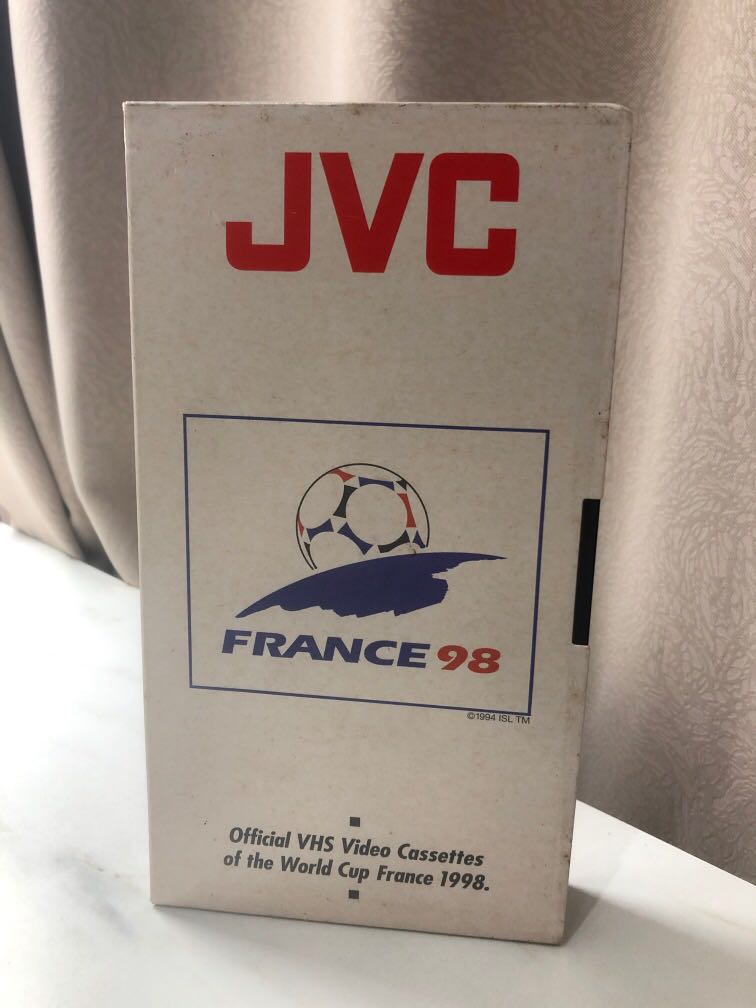 JVC
FRANCE 98
©1994 ISL TM
Official VHS Video Cassettes
of the World Cup France 1998.